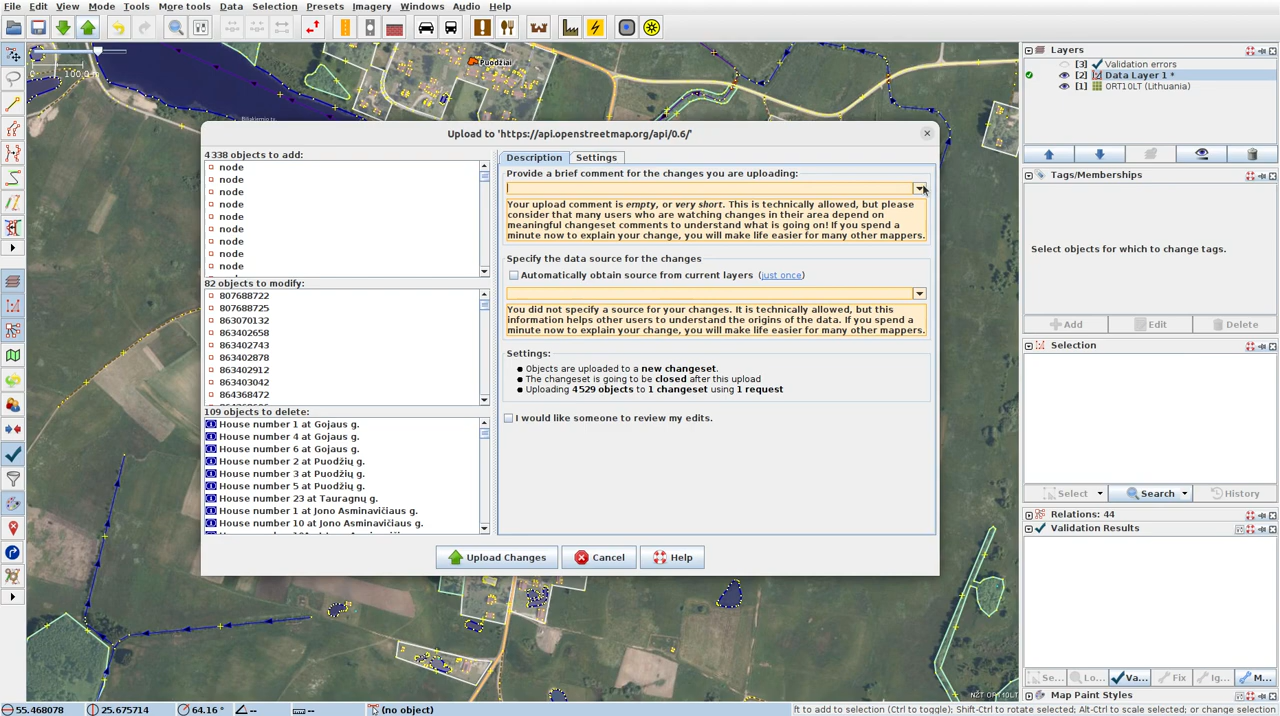 File Edit View Mode Tools More tools Data Selection Presets Imagery Windows Audio Help
100.0 m
Puodžiai
Upload to 'https://api.openstreetmap.org/api/0.6/'
4 338 objects to add:
node
node
node
node
node
node
node
node
node
82 objects to modify:
807688722
807688725
863070132
863402658
863402743
863402878
863402912
863403042
864368472
109 objects to delete:
House number 1 at Gojaus g.
House number 4 at Gojaus g.
House number 6 at Gojaus g.
House number 2 at Puodžių g.
House number 3 at Puodžių g.
House number 5 at Puodžių g.
House number 23 at Tauragnų g.
House number 1 at Jono Asminavičiaus g.
House number 10 at Jono Asminavičiaus g.
Description Settings
Provide a brief comment for the changes you are uploading:
Your upload comment is empty, or very short. This is technically allowed, but please
consider that many users who are watching changes in their area depend on
meaningful changeset comments to understand what is going on! If you spend a
minute now to explain your change, you will make life easier for many other mappers.
Specify the data source for the changes
Automatically obtain source from current layers (just once)
You did not specify a source for your changes. It is technically allowed, but this
information helps other users to understand the origins of the data. If you spend a
minute now to explain your change, you will make life easier for many other mappers.
Settings:
Objects are uploaded to a new changeset.
The changeset is going to be closed after this upload
Uploading 4 529 objects to 1 changeset using 1 request
I would like someone to review my edits.
Upload Changes Cancel Help
Layers
[3] Validation errors
[2] Data Layer 1 *
[1] ORT10LT (Lithuania)
Tags/Memberships
Select objects for which to change tags.
Add Edit Delete
Selection
Select Search History
Relations: 44
Validation Results
Se... Lo... Va... Fix Ig... M...
Map Paint Styles
NŽT ORT10LT
55.468078 25.675714 64.16 ° -- -- (no object)
ft to add to selection (Ctrl to toggle); Shift-Ctrl to rotate selected; Alt-Ctrl to scale selected; or change selection